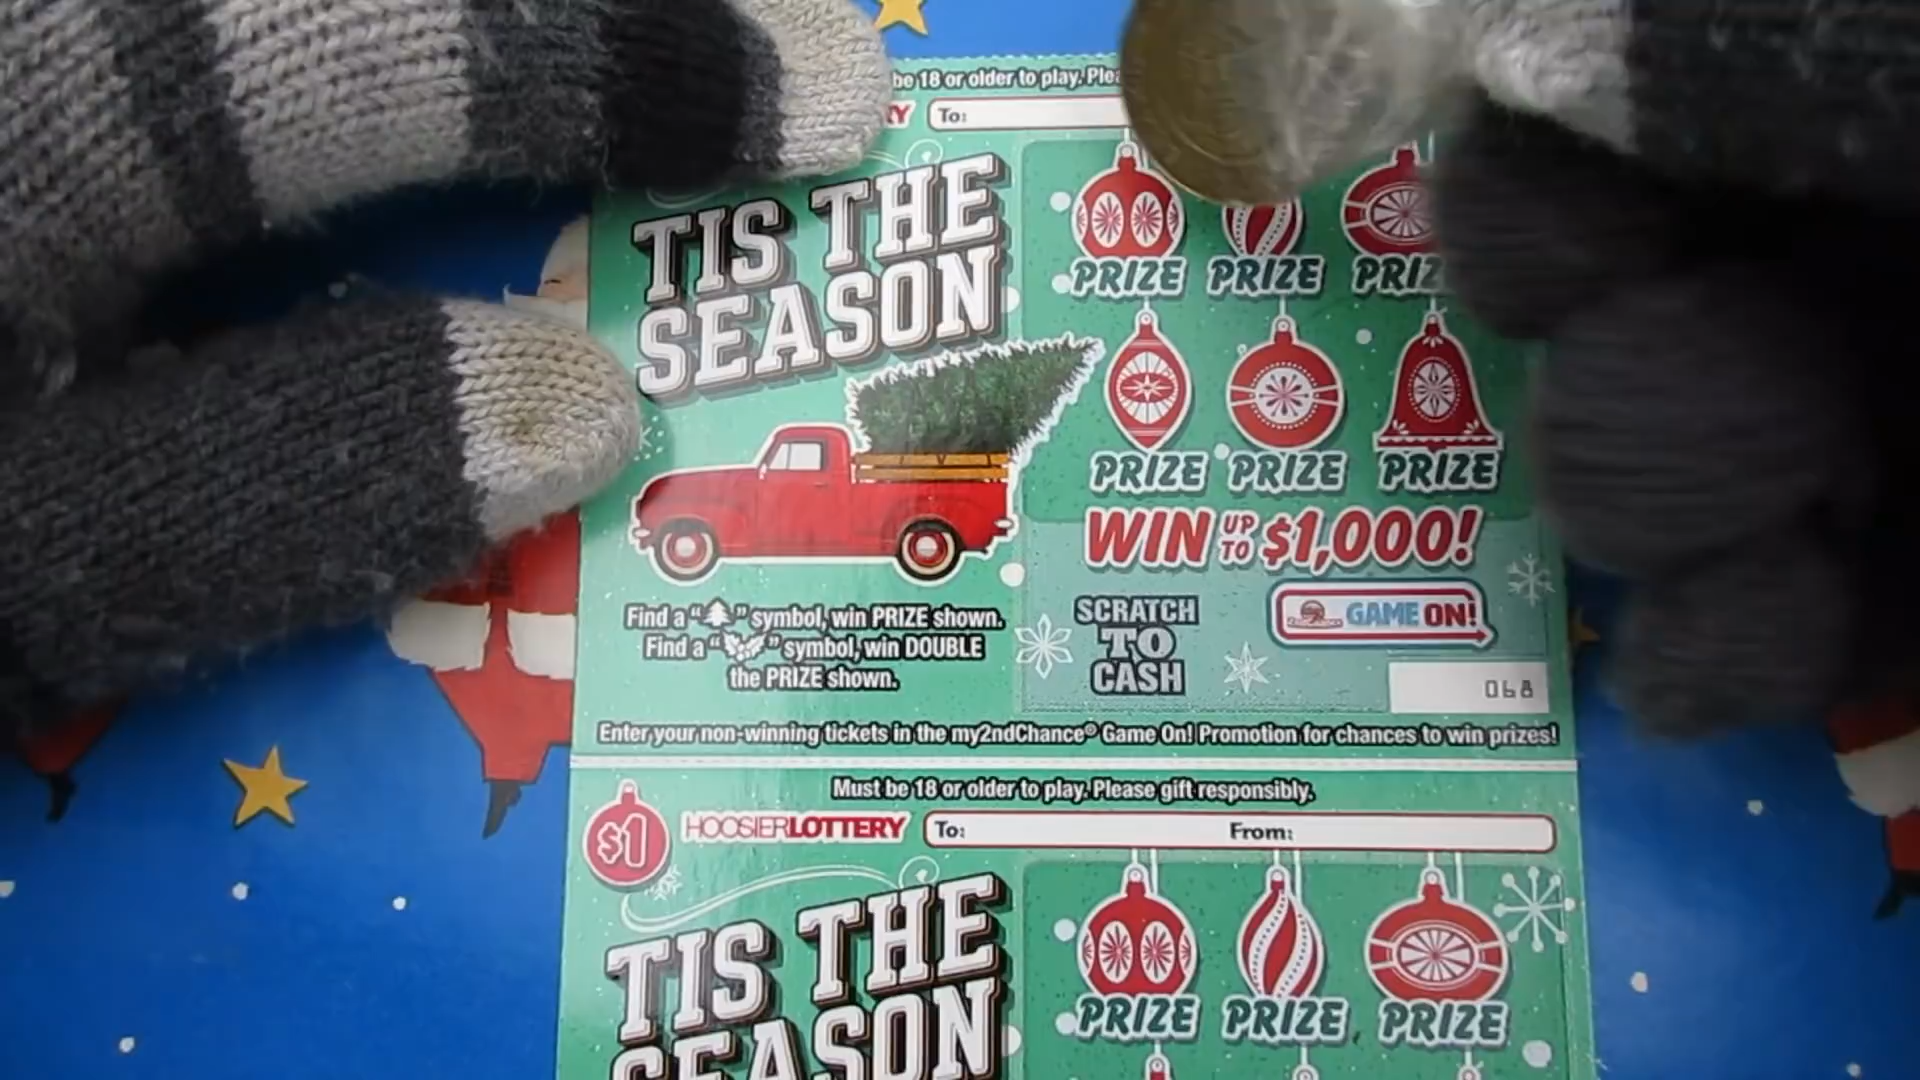 be 18 or older to play. Plea
RY To:
TIS THE
SEASON
PRIZE PRIZE PRIZ
PRIZE PRIZE PRIZE
WIN UP TO $1,000!
Find a " " symbol, win PRIZE shown.
Find a " " symbol, win DOUBLE
the PRIZE shown.
SCRATCH
TO
CASH
GAME ON!
068
Enter your non-winning tickets in the my2ndChance® Game On! Promotion for chances to win prizes!
Must be 18 or older to play. Please gift responsibly.
$1 HOOSIERLOTTERY To: From:
TIS THE
SEASON
PRIZE PRIZE PRIZE